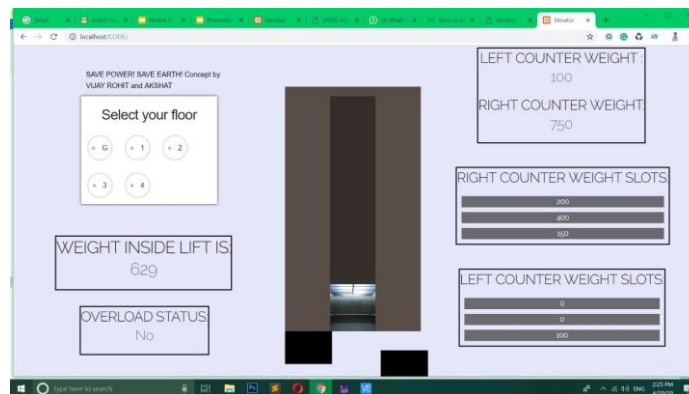 Elevator
localhost/CODE/
SAVE POWER! SAVE EARTH! Concept by
VIJAY ROHIT and AKSHAT
Select your floor
G
1
2
3
4
WEIGHT INSIDE LIFT IS:
629
OVERLOAD STATUS:
No
LEFT COUNTER WEIGHT :
100
RIGHT COUNTER WEIGHT:
750
RIGHT COUNTER WEIGHT SLOTS:
200
400
150
LEFT COUNTER WEIGHT SLOTS:
0
0
100
Type here to search
ENG
2:25 PM